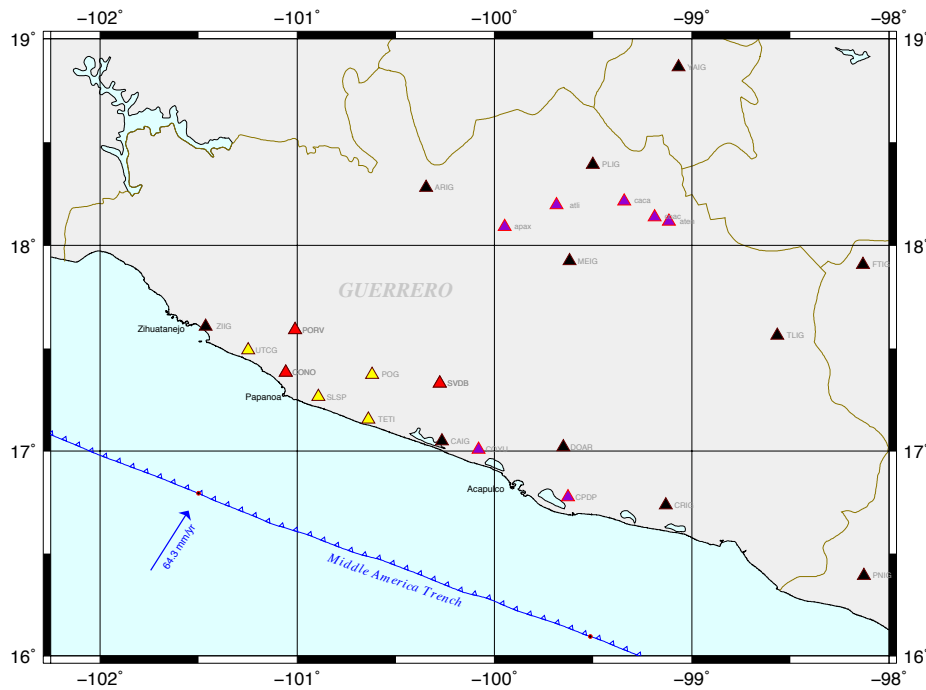 −102˚ −101˚ −100˚ −99˚ −98˚
19˚ 19˚
YAIG
PLIG
ARIG
caca
atli
atea
apax
18˚ 18˚
MEIG
FTIG
GUERRERO
ZIIG
Zihuatanejo
PORV
TLIG
UTCG
CONO
POG
SVDB
Papanoa
SLSP
TETI
CAIG
DOAR
17˚ 17˚
Acapulco
CPDP
CRIG
64.3 mm/yr
Middle America Trench
PNIG
16˚ 16˚
−102˚ −101˚ −100˚ −99˚ −98˚